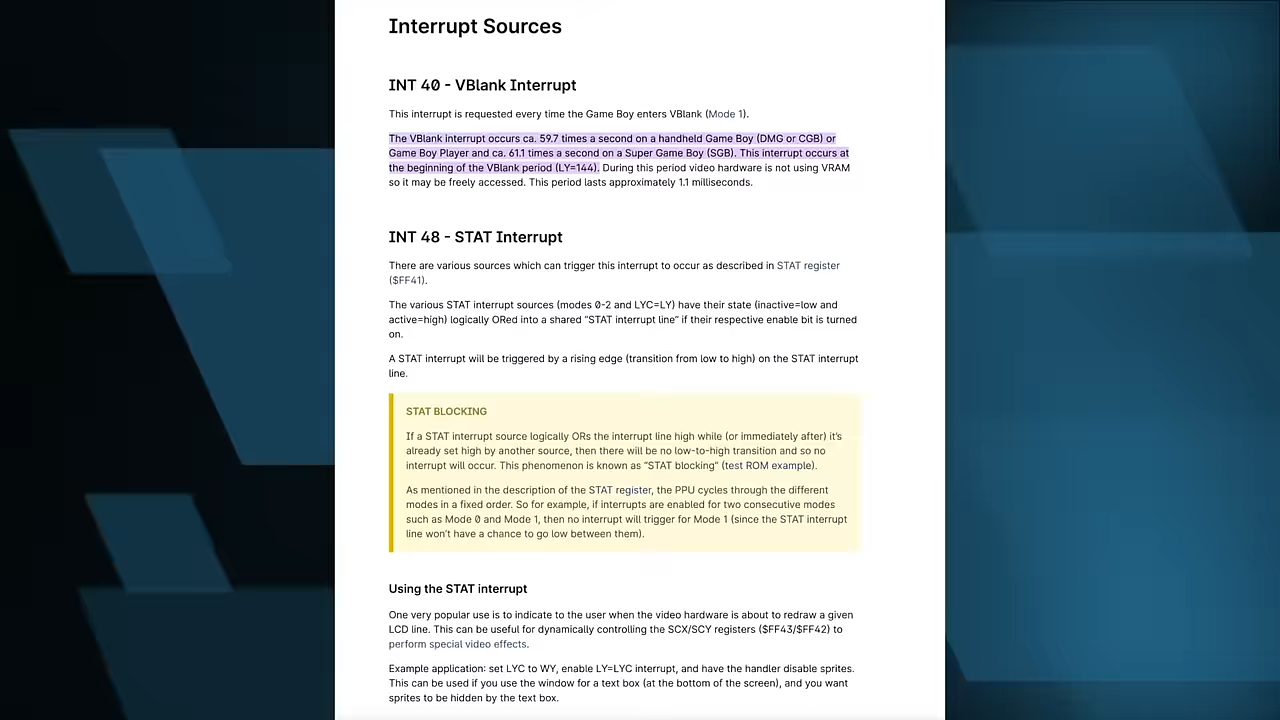 Interrupt Sources
INT 40 - VBlank Interrupt
This interrupt is requested every time the Game Boy enters VBlank (Mode 1).
The VBlank interrupt occurs ca. 59.7 times a second on a handheld Game Boy (DMG or CGB) or
Game Boy Player and ca. 61.1 times a second on a Super Game Boy (SGB). This interrupt occurs at
the beginning of the VBlank period (LY=144). During this period video hardware is not using VRAM
so it may be freely accessed. This period lasts approximately 1.1 milliseconds.
INT 48 - STAT Interrupt
There are various sources which can trigger this interrupt to occur as described in STAT register
($FF41).
The various STAT interrupt sources (modes 0-2 and LYC=LY) have their state (inactive=low and
active=high) logically ORed into a shared “STAT interrupt line” if their respective enable bit is turned
on.
A STAT interrupt will be triggered by a rising edge (transition from low to high) on the STAT interrupt
line.
STAT BLOCKING
If a STAT interrupt source logically ORs the interrupt line high while (or immediately after) it’s
already set high by another source, then there will be no low-to-high transition and so no
interrupt will occur. This phenomenon is known as “STAT blocking” (test ROM example).
As mentioned in the description of the STAT register, the PPU cycles through the different
modes in a fixed order. So for example, if interrupts are enabled for two consecutive modes
such as Mode 0 and Mode 1, then no interrupt will trigger for Mode 1 (since the STAT interrupt
line won’t have a chance to go low between them).
Using the STAT interrupt
One very popular use is to indicate to the user when the video hardware is about to redraw a given
LCD line. This can be useful for dynamically controlling the SCX/SCY registers ($FF43/$FF42) to
perform special video effects.
Example application: set LYC to WY, enable LY=LYC interrupt, and have the handler disable sprites.
This can be used if you use the window for a text box (at the bottom of the screen), and you want
sprites to be hidden by the text box.